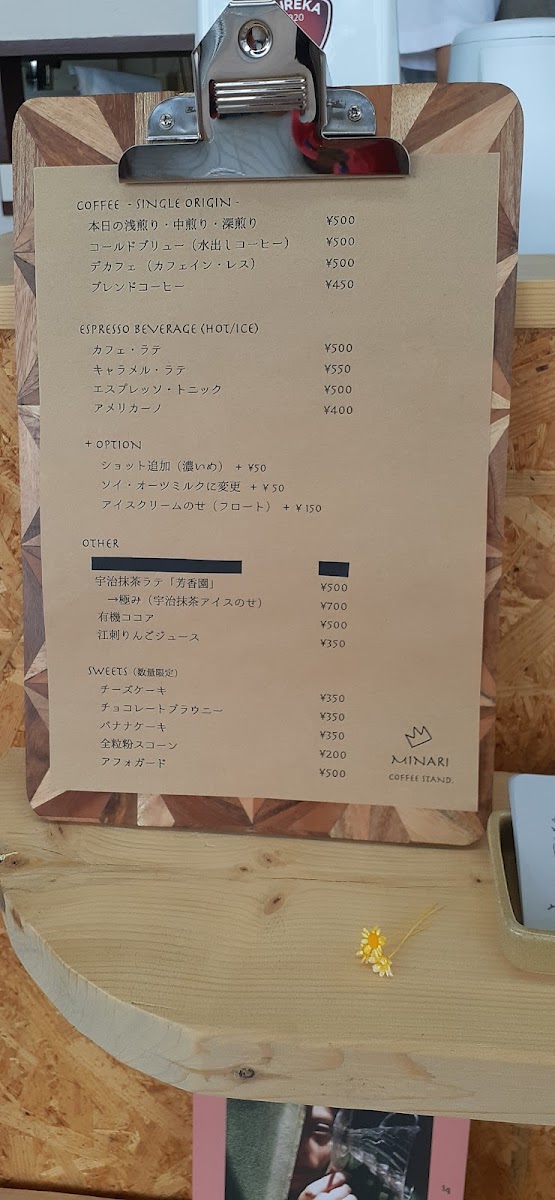 REKA
920
COFFEE - SINGLE ORIGIN -
本日の浅煎り・中煎り・深煎り ¥500
コールドブリュー（水出しコーヒー） ¥500
デカフェ （カフェイン・レス） ¥500
ブレンドコーヒー ¥450
ESPRESSO BEVERAGE (HOT/ICE)
カフェ・ラテ ¥500
キャラメル・ラテ ¥550
エスプレッソ・トニック ¥500
アメリカーノ ¥400
+ OPTION
ショット追加（濃いめ） + ¥50
ソイ・オーツミルクに変更 + ¥50
アイスクリームのせ（フロート） + ¥150
OTHER
宇治抹茶ラテ「芳香園」 ¥500
→極み（宇治抹茶アイスのせ） ¥700
有機ココア ¥500
江刺りんごジュース ¥350
SWEETS（数量限定）
チーズケーキ ¥350
チョコレートブラウニー ¥350
バナナケーキ ¥350
全粒粉スコーン ¥200
アフォガード ¥500
MINARI
COFFEE STAND.